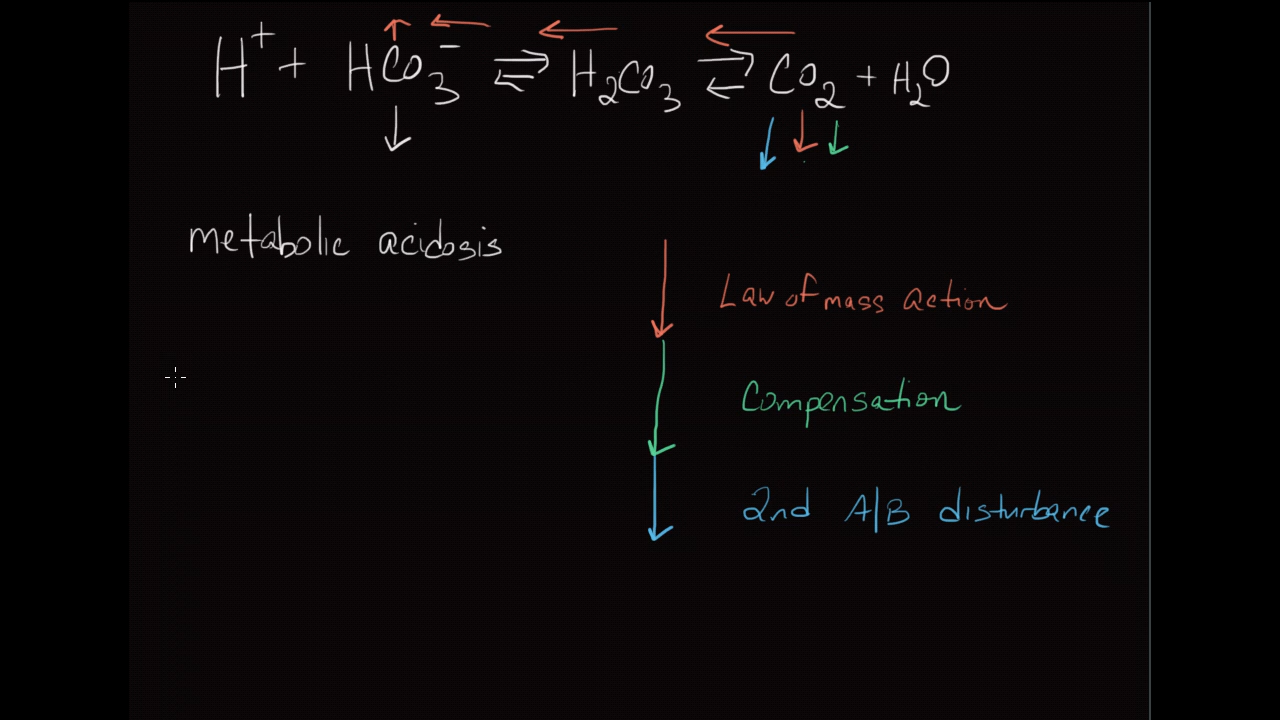 H⁺ + HCO₃⁻ ⇌ H₂CO₃ ⇌ CO₂ + H₂O
metabolic acidosis
Law of mass action
Compensation
2nd A/B disturbance